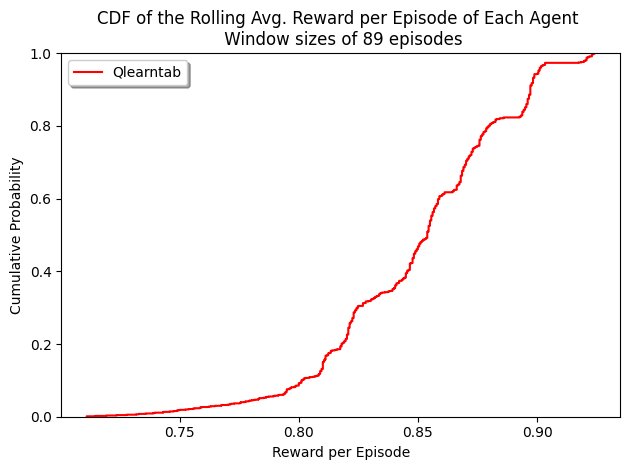 CDF of the Rolling Avg. Reward per Episode of Each Agent
Window sizes of 89 episodes
Qlearntab
1.0
0.8
0.6
0.4
0.2
0.0
Cumulative Probability
0.75
0.80
0.85
0.90
Reward per Episode